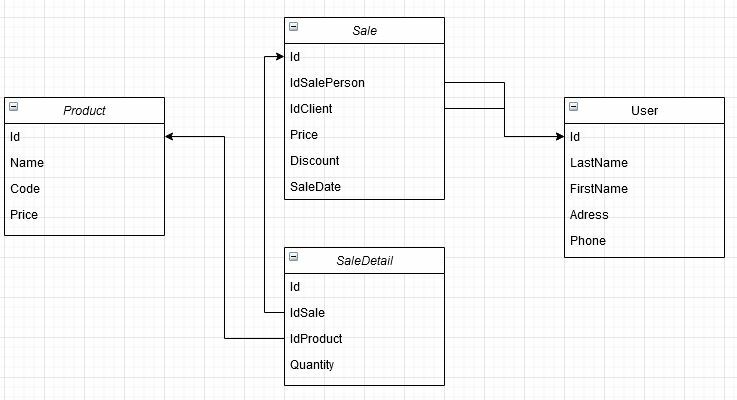 Sale
Id
IdSalePerson
IdClient
Price
Discount
SaleDate
Product
Id
Name
Code
Price
User
Id
LastName
FirstName
Adress
Phone
SaleDetail
Id
IdSale
IdProduct
Quantity